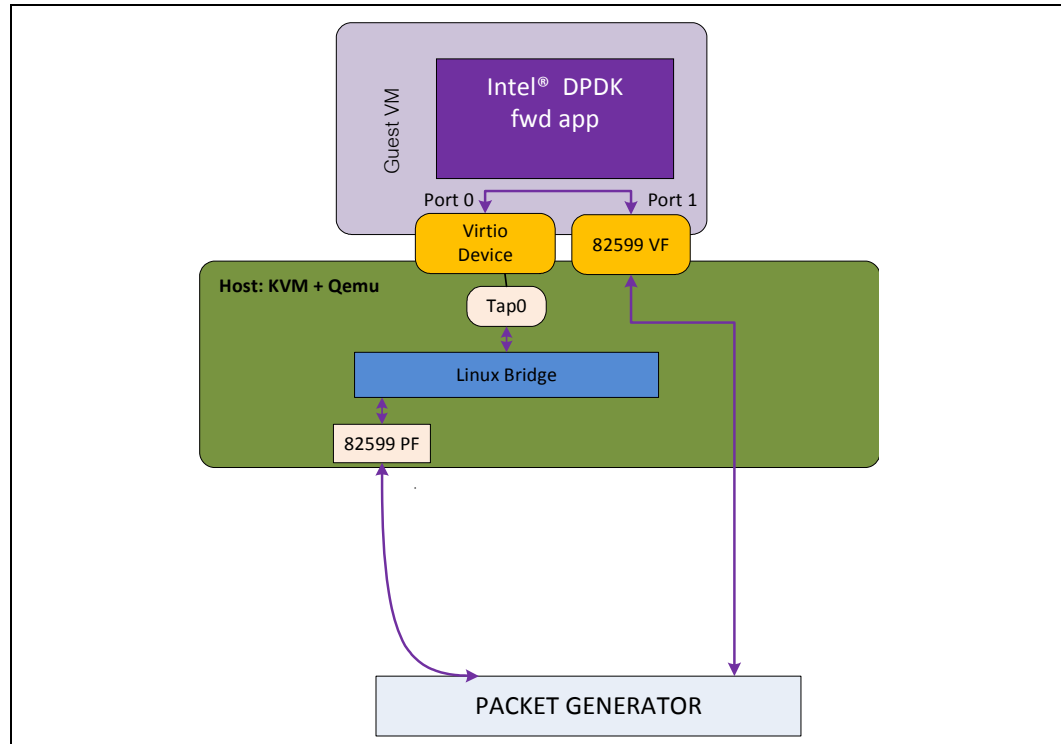 Intel® DPDK
fwd app
Guest VM
Port 0
Port 1
Virtio
Device
82599 VF
Host: KVM + Qemu
Tap0
Linux Bridge
82599 PF
PACKET GENERATOR